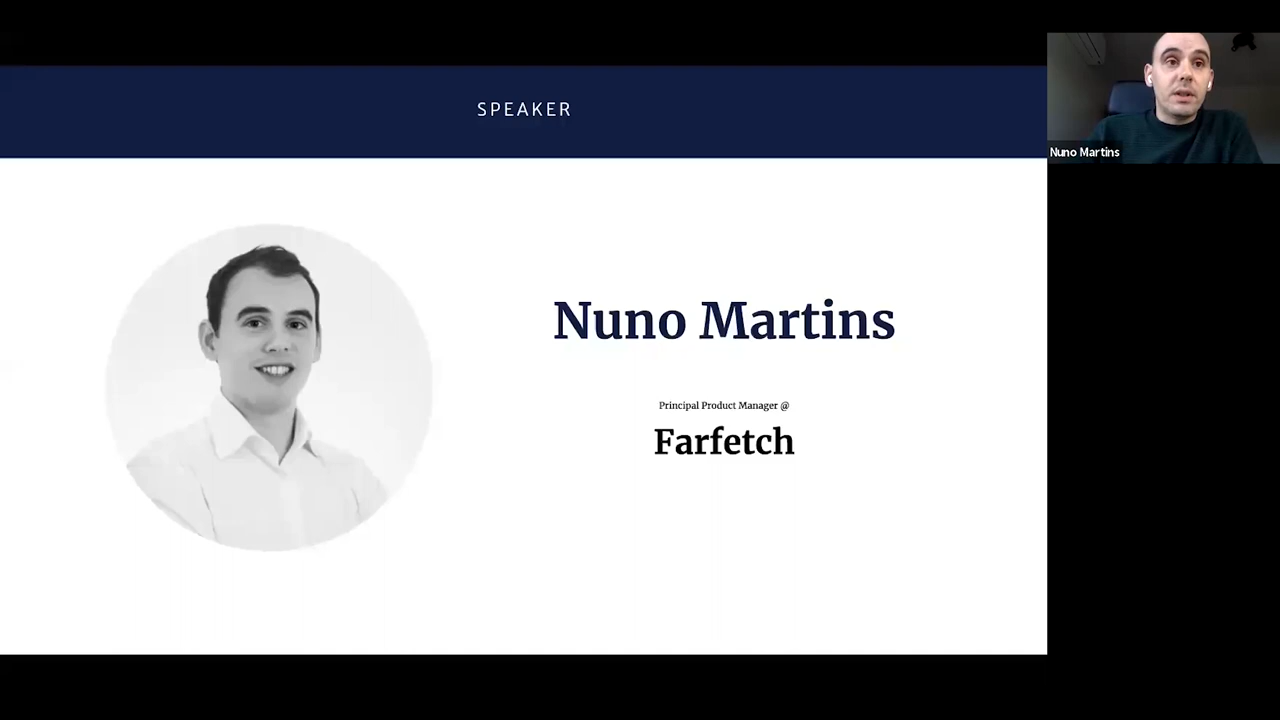 SPEAKER
Nuno Martins
Nuno Martins
Principal Product Manager @
Farfetch